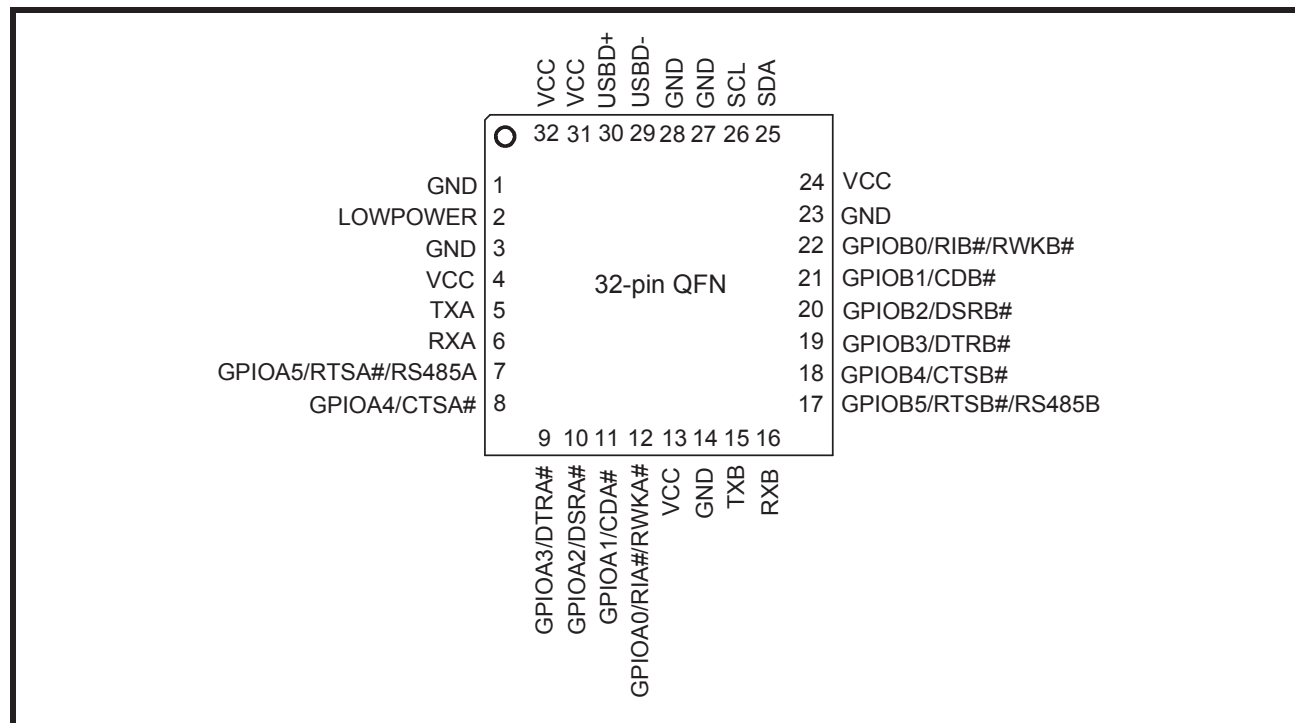 VCC
VCC
USBD+
USBD-
GND
GND
SCL
SDA
32 31 30 29 28 27 26 25
GND 1
LOWPOWER 2
GND 3
VCC 4
TXA 5
RXA 6
GPIOA5/RTSA#/RS485A 7
GPIOA4/CTSA# 8
32-pin QFN
24 VCC
23 GND
22 GPIOB0/RIB#/RWKB#
21 GPIOB1/CDB#
20 GPIOB2/DSRB#
19 GPIOB3/DTRB#
18 GPIOB4/CTSB#
17 GPIOB5/RTSB#/RS485B
9 10 11 12 13 14 15 16
GPIOA3/DTRA#
GPIOA2/DSRA#
GPIOA1/CDA#
GPIOA0/RIA#/RWKA#
VCC
GND
TXB
RXB